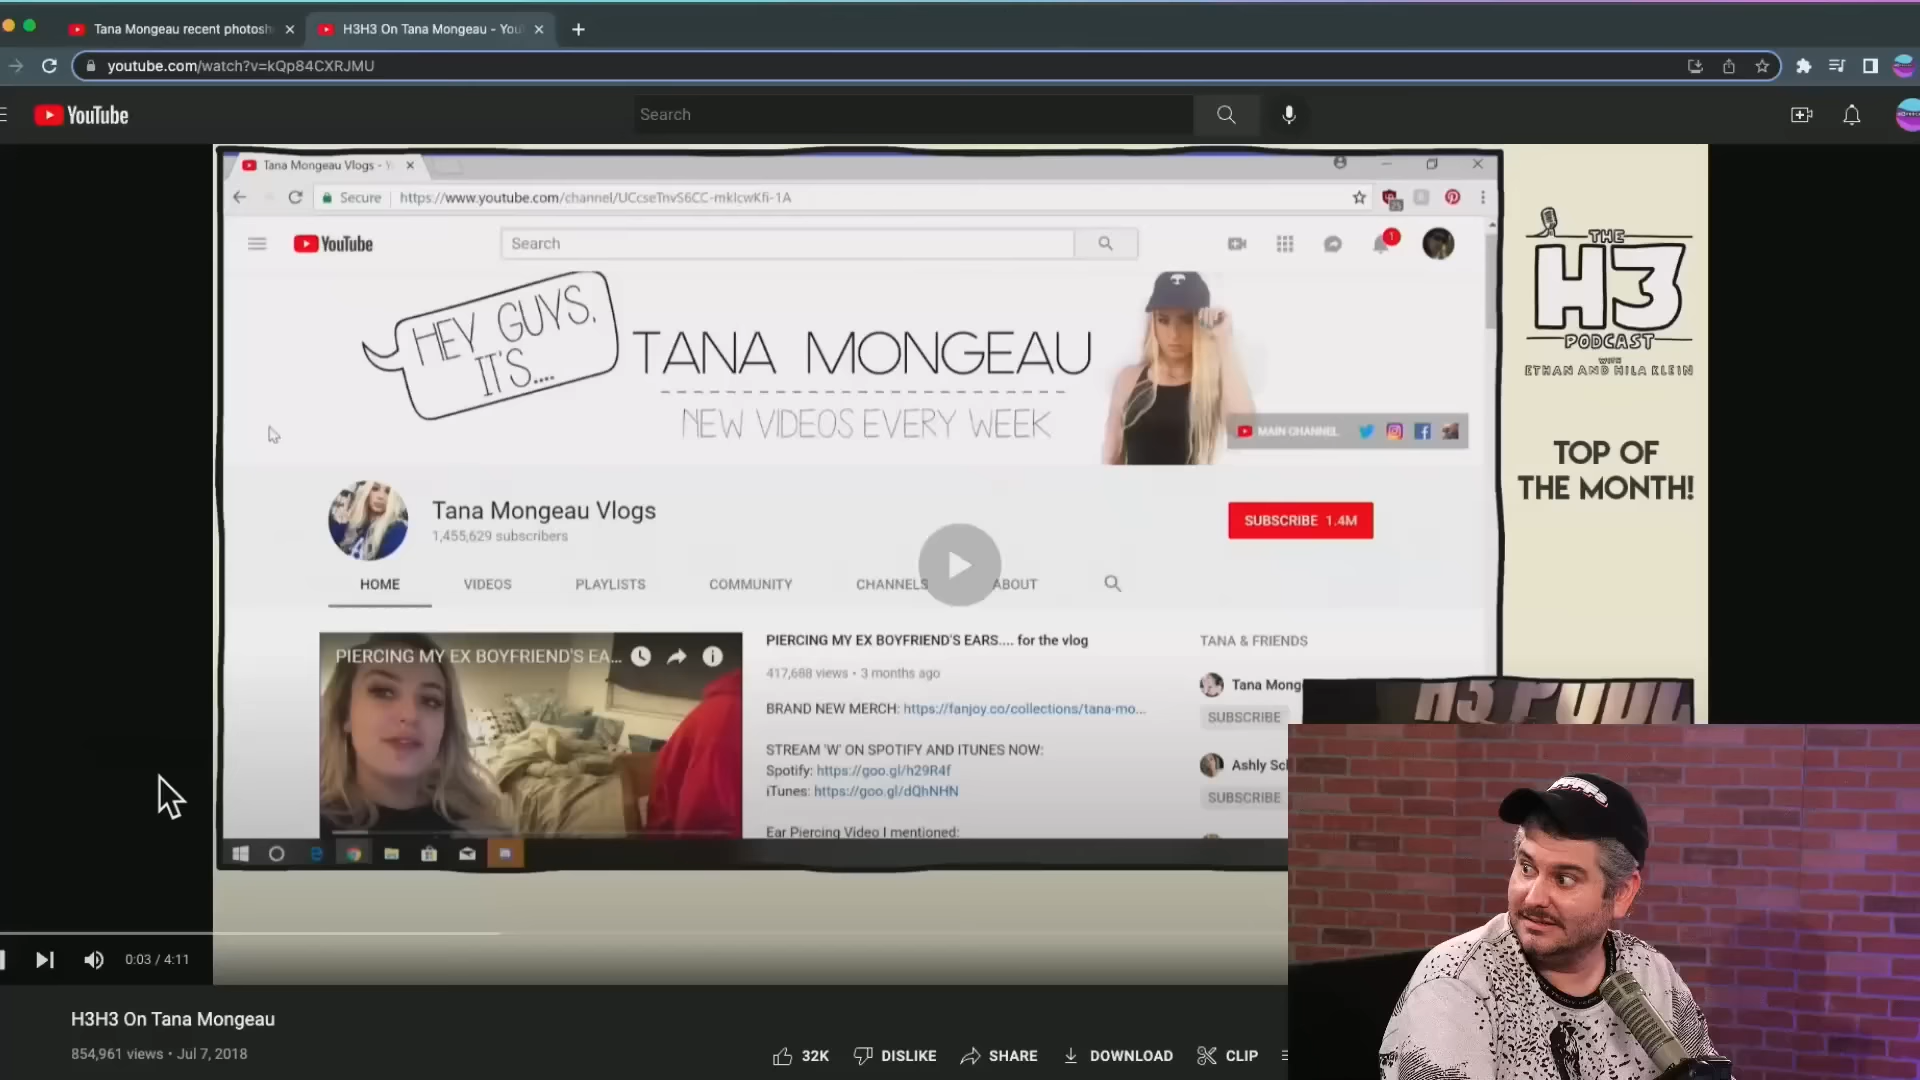 Tana Mongeau recent photosh
H3H3 On Tana Mongeau - You
youtube.com/watch?v=kQp84CXRJMU
YouTube
Search
Tana Mongeau Vlogs - Y
Secure
https://www.youtube.com/channel/UCcseTnvS6CC-mklcwKfi-1A
YouTube
Search
1
HEY GUYS,
IT'S....
TANA MONGEAU
NEW VIDEOS EVERY WEEK
MAIN CHANNEL
Tana Mongeau Vlogs
1,455,629 subscribers
SUBSCRIBE 1.4M
HOME VIDEOS PLAYLISTS COMMUNITY CHANNELS ABOUT
PIERCING MY EX BOYFRIEND'S EA...
PIERCING MY EX BOYFRIEND'S EARS.... for the vlog
417,688 views • 3 months ago
BRAND NEW MERCH: https://fanjoy.co/collections/tana-mo...
STREAM 'W' ON SPOTIFY AND ITUNES NOW:
Spotify: https://goo.gl/h29R4f
iTunes: https://goo.gl/dQhNHN
Ear Piercing Video I mentioned:
TANA & FRIENDS
Tana Mong
SUBSCRIBE
Ashly Scl
SUBSCRIBE
THE
H3
PODCAST
WITH
ETHAN AND HILA KLEIN
TOP OF
THE MONTH!
0:03 / 4:11
H3H3 On Tana Mongeau
854,961 views • Jul 7, 2018
32K DISLIKE SHARE DOWNLOAD CLIP